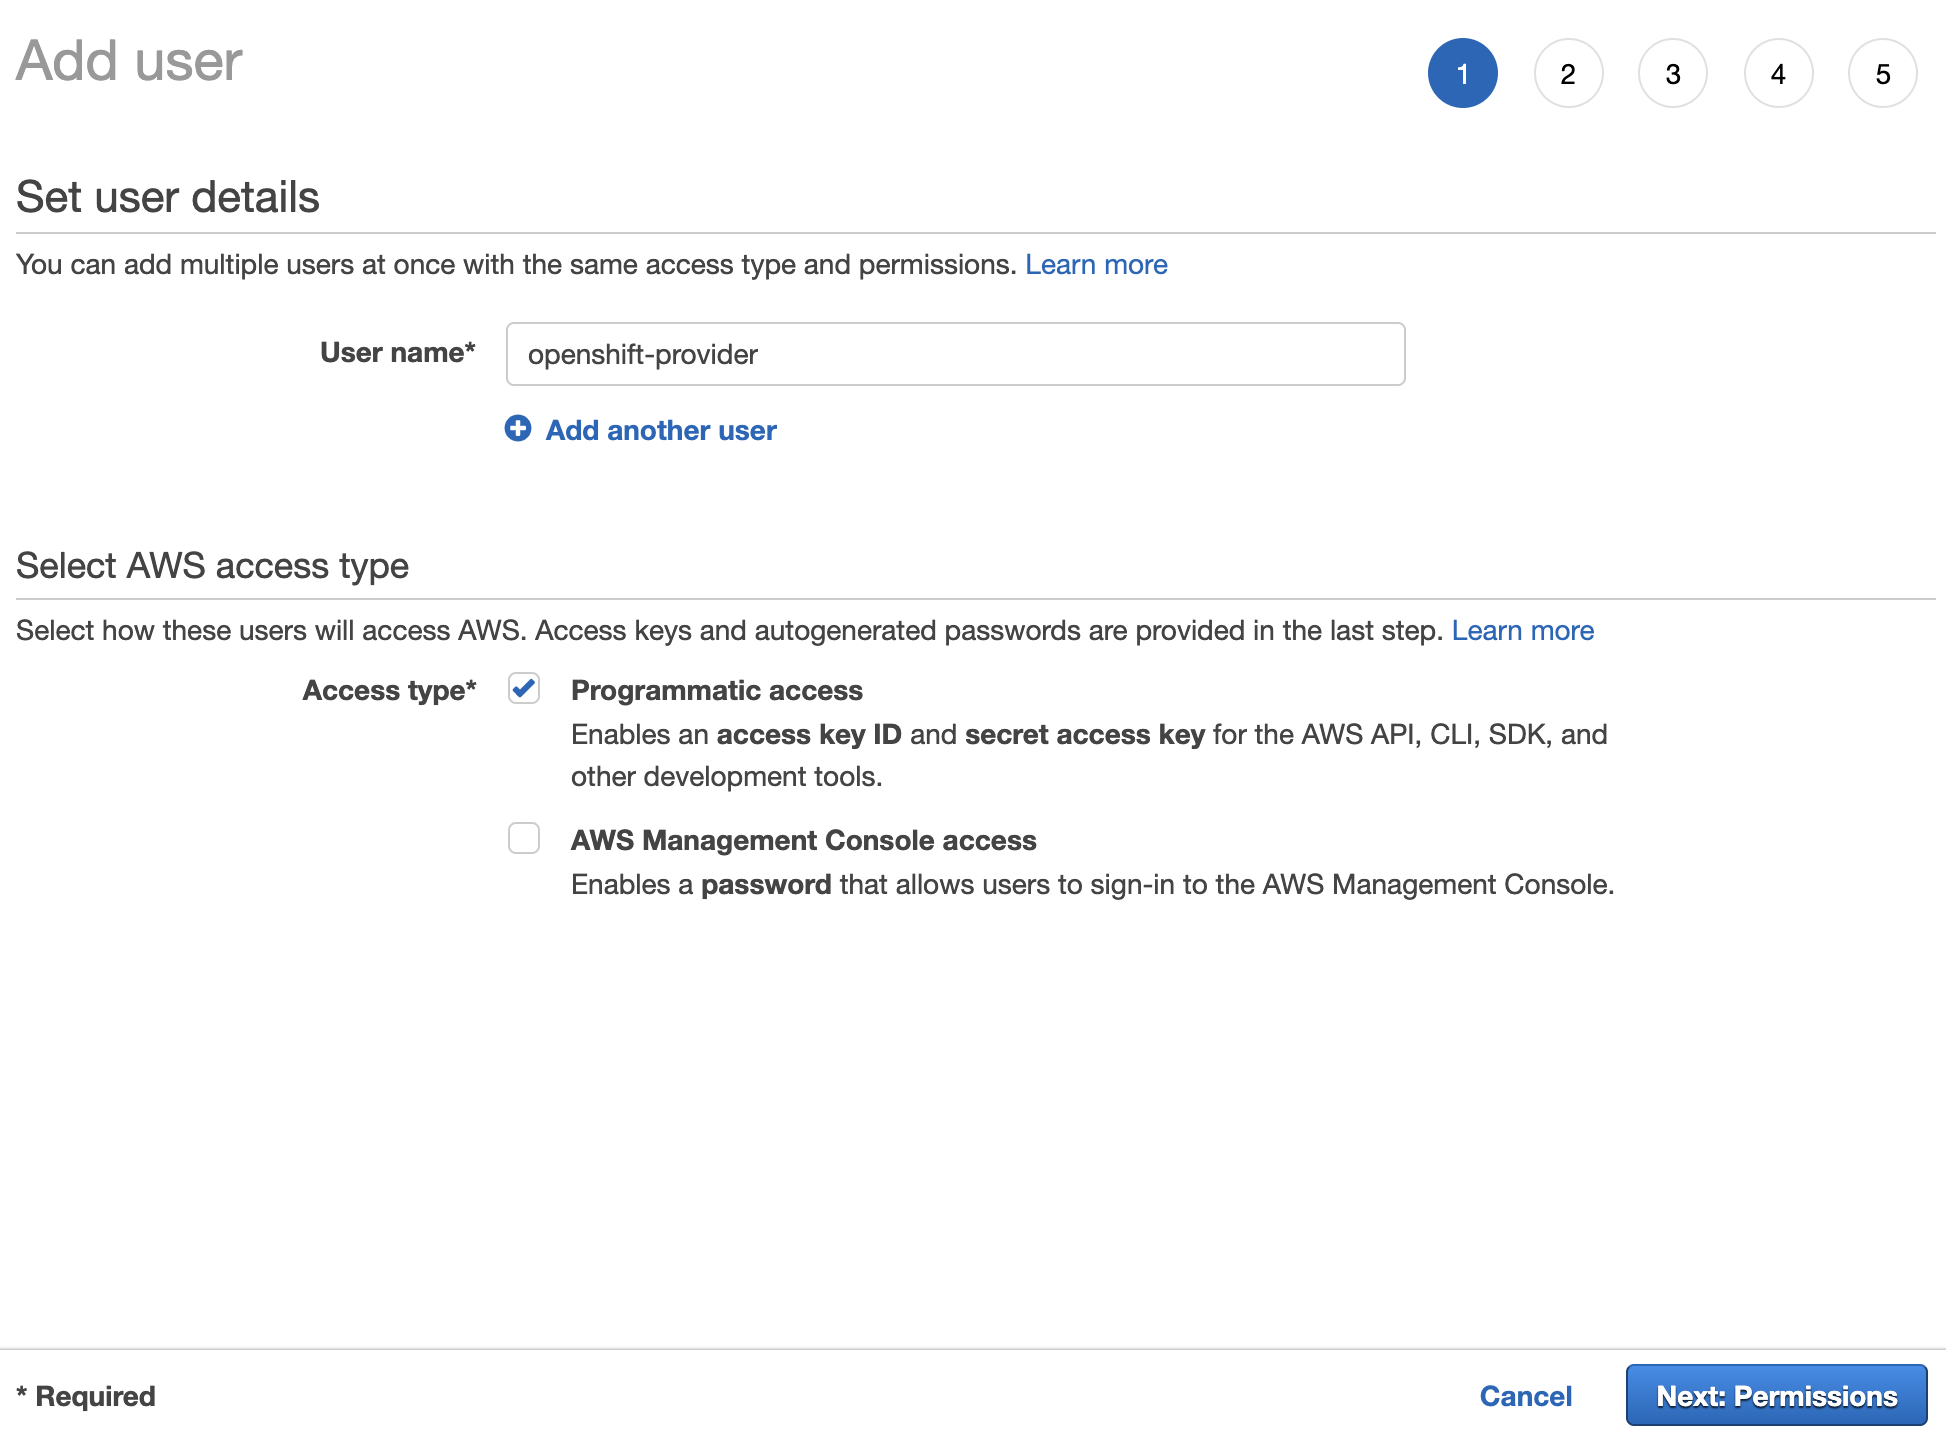 Add user
1 2 3 4 5
Set user details
You can add multiple users at once with the same access type and permissions. Learn more
User name* openshift-provider
Add another user
Select AWS access type
Select how these users will access AWS. Access keys and autogenerated passwords are provided in the last step. Learn more
Access type* Programmatic access
Enables an access key ID and secret access key for the AWS API, CLI, SDK, and
other development tools.
AWS Management Console access
Enables a password that allows users to sign-in to the AWS Management Console.
* Required Cancel Next: Permissions